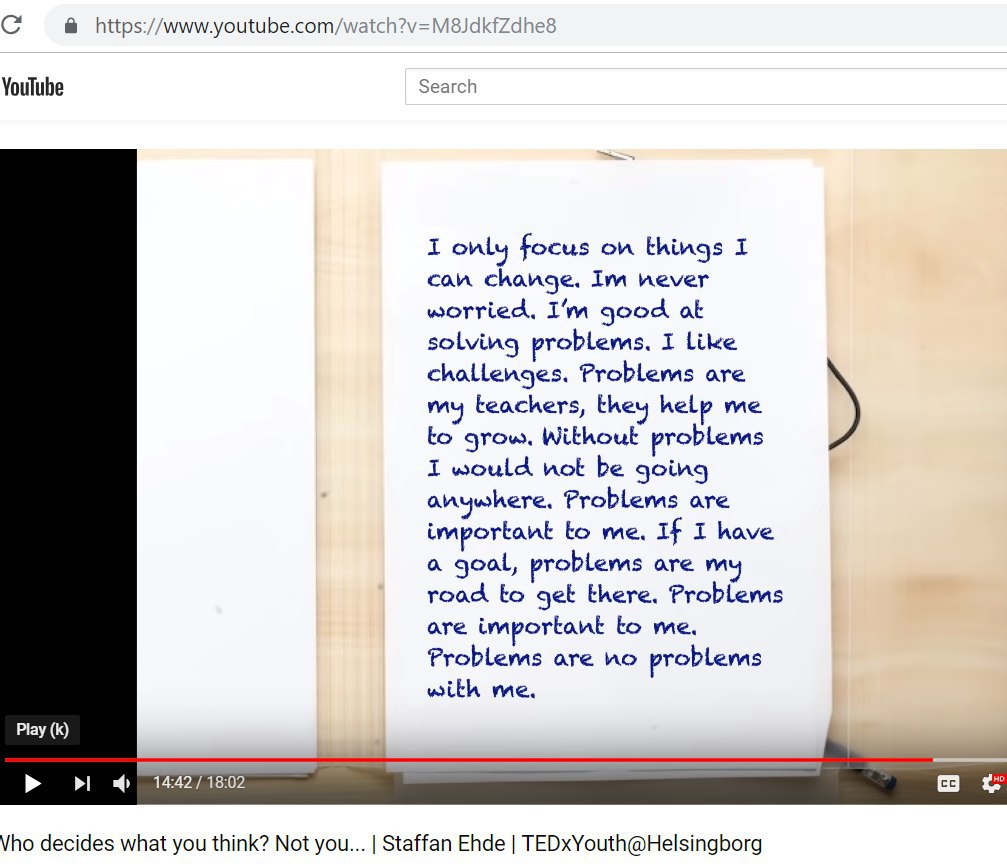 https://www.youtube.com/watch?v=M8JdkfZdhe8
YouTube
Search
I only focus on things I
can change. Im never
worried. I'm good at
solving problems. I like
challenges. Problems are
my teachers, they help me
to grow. Without problems
I would not be going
anywhere. Problems are
important to me. If I have
a goal, problems are my
road to get there. Problems
are important to me.
Problems are no problems
with me.
Play (k)
14:42 / 18:02
CC
HD
Who decides what you think? Not you... | Staffan Ehde | TEDxYouth@Helsingborg